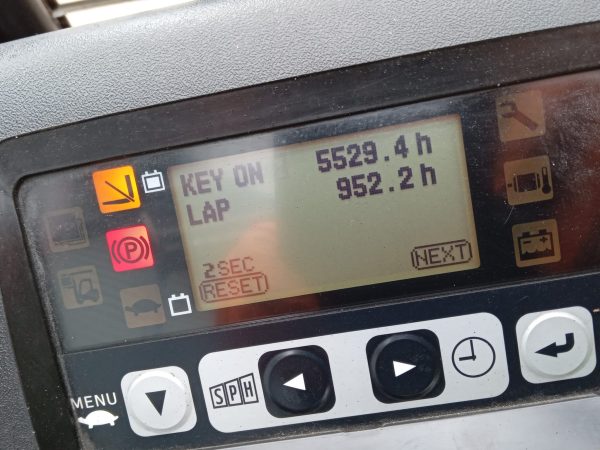 KEY ON 5529.4 h
LAP 952.2 h
2SEC
RESET NEXT
P
MENU
SPH